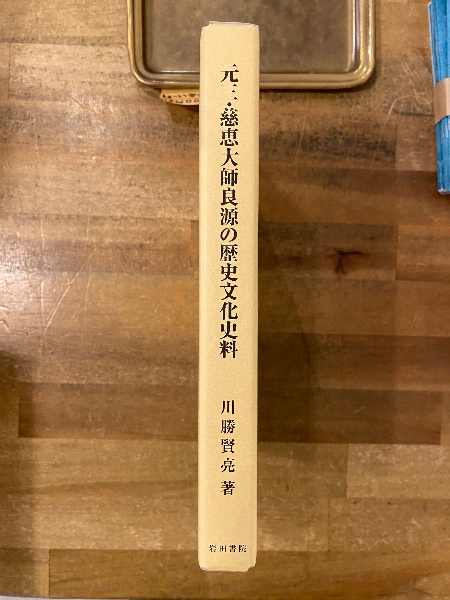 元三・慈恵大師良源の歴史文化史料
川勝賢亮 著
岩田書院